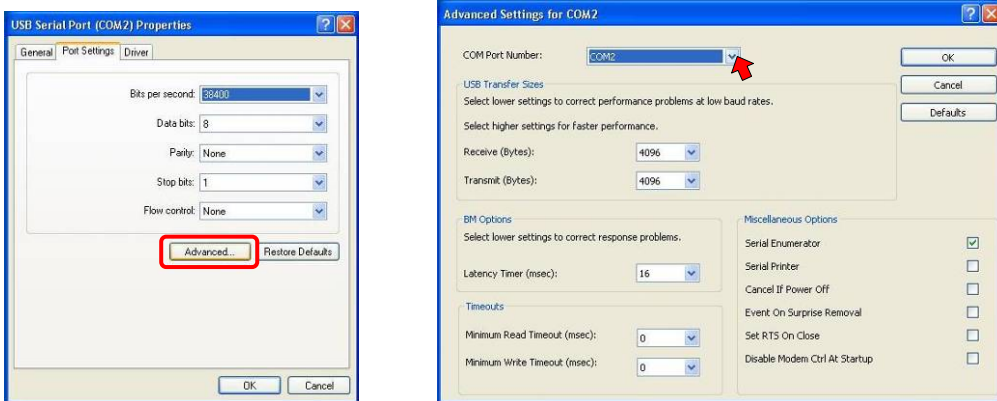 USB Serial Port (COM2) Properties
General Port Settings Driver
Bits per second: 38400
Data bits: 8
Parity: None
Stop bits: 1
Flow control: None
Advanced... Restore Defaults
OK Cancel
Advanced Settings for COM2
COM Port Number: COM2
OK
Cancel
Defaults
USB Transfer Sizes
Select lower settings to correct performance problems at low baud rates.
Select higher settings for faster performance.
Receive (Bytes): 4096
Transmit (Bytes): 4096
BM Options
Select lower settings to correct response problems.
Latency Timer (msec): 16
Timeouts
Minimum Read Timeout (msec): 0
Minimum Write Timeout (msec): 0
Miscellaneous Options
Serial Enumerator
Serial Printer
Cancel If Power Off
Event On Surprise Removal
Set RTS On Close
Disable Modem Ctrl At Startup